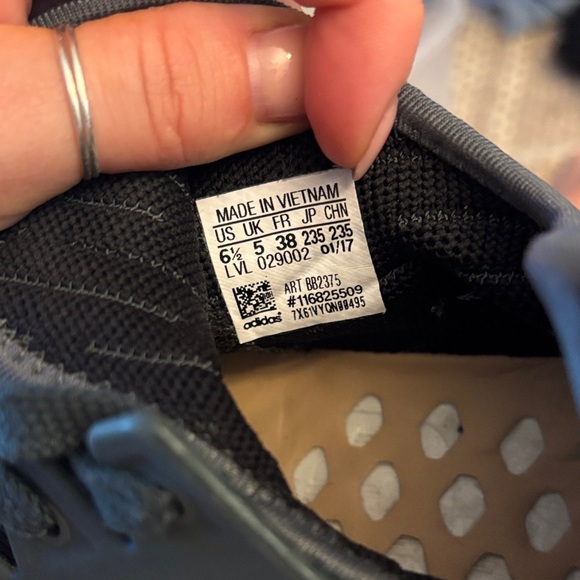 MADE IN VIETNAM
US UK FR JP CHN
6½ 5 38 235 235
LVL 029002 01/17
ART BB2375
#116825509
adidas 7X61VYQN88495